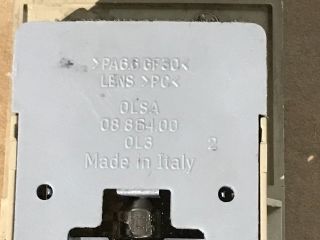 >PA6.6 GF30<
LENS >PC<
OLSA
08 864 00
OL3
2
Made in Italy